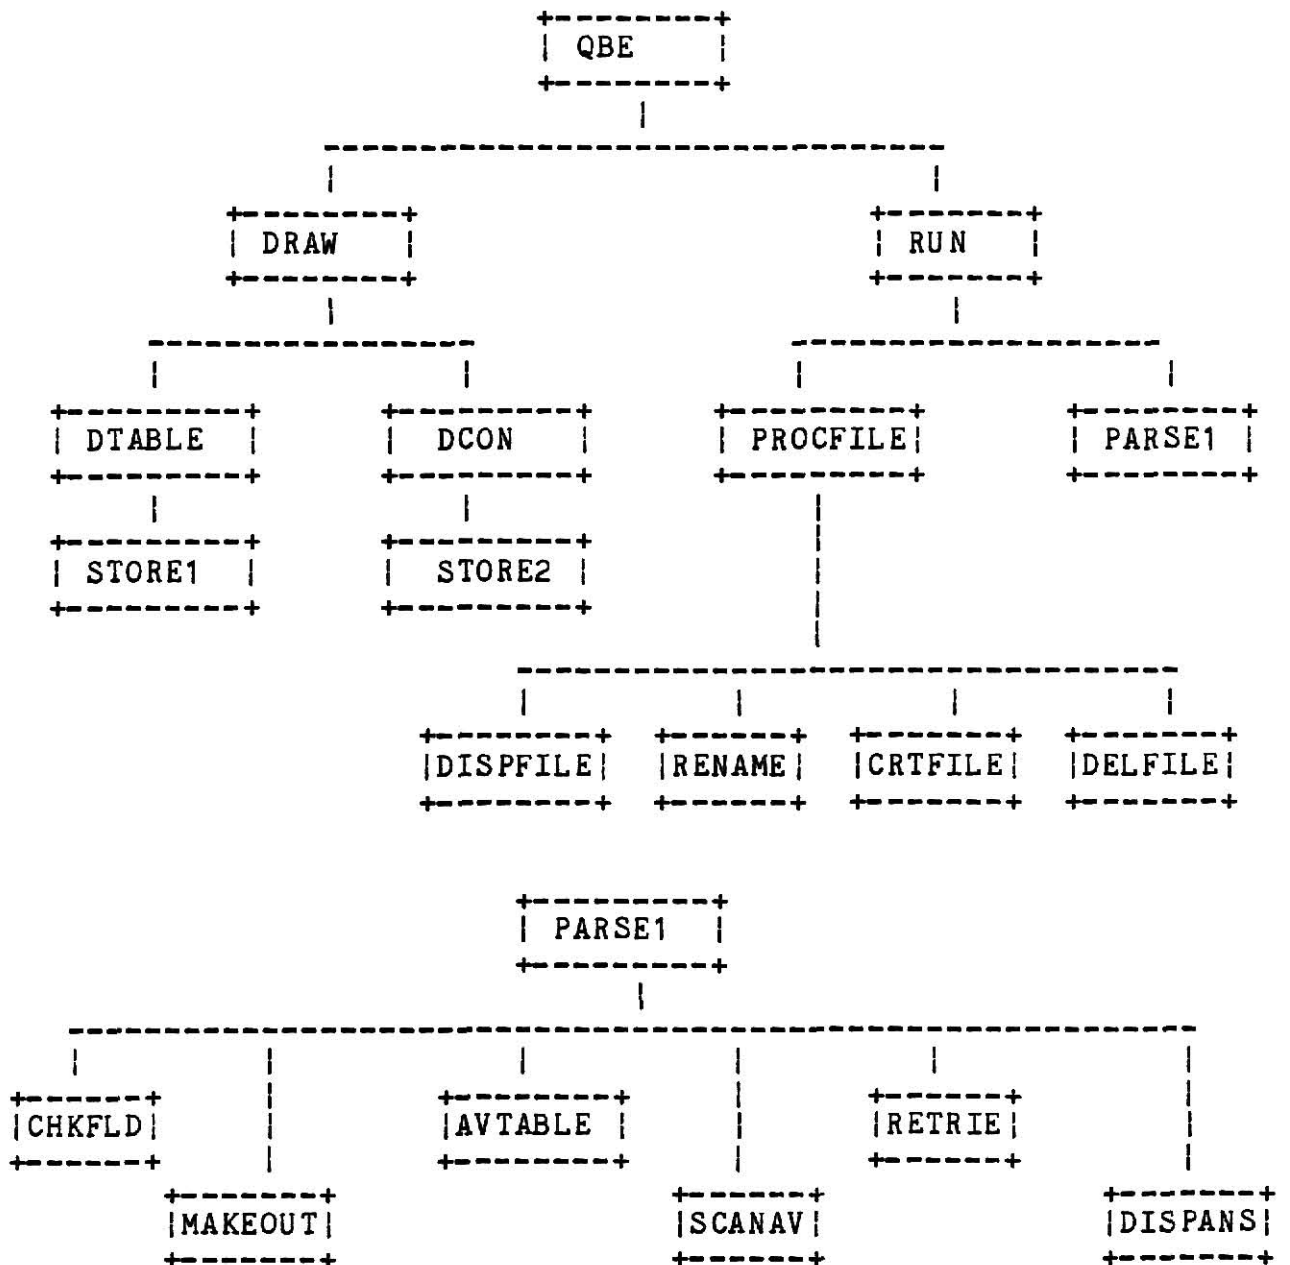 QBE
DRAW RUN
DTABLE DCON PROCFILE PARSE1
STORE1 STORE2
DISPFILE RENAME CRTFILE DELFILE
PARSE1
CHKFLD AVTABLE RETRIE
MAKEOUT SCANAV DISPANS